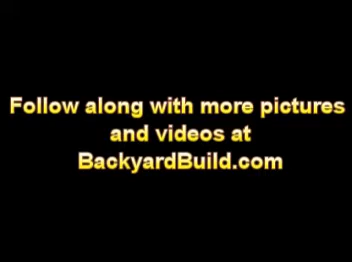 Follow along with more pictures
and videos at
BackyardBuild.com